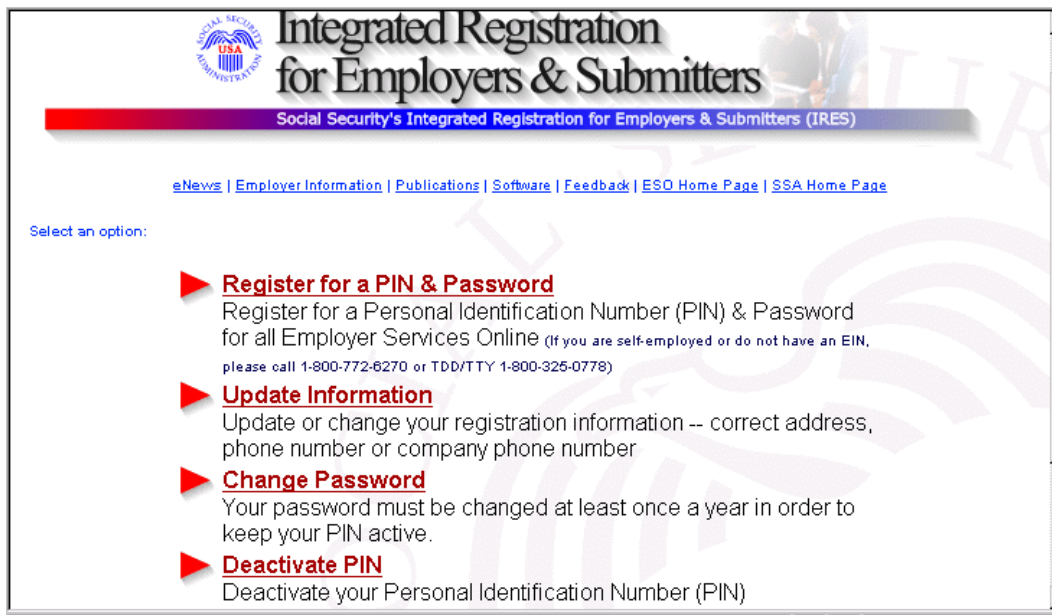 SOCIAL SECURITY ADMINISTRATION
USA
Integrated Registration
for Employers & Submitters
Social Security's Integrated Registration for Employers & Submitters (IRES)
eNews | Employer Information | Publications | Software | Feedback | ESO Home Page | SSA Home Page
Select an option:
Register for a PIN & Password
Register for a Personal Identification Number (PIN) & Password
for all Employer Services Online (If you are self-employed or do not have an EIN,
please call 1-800-772-6270 or TDD/TTY 1-800-325-0778)
Update Information
Update or change your registration information -- correct address,
phone number or company phone number
Change Password
Your password must be changed at least once a year in order to
keep your PIN active.
Deactivate PIN
Deactivate your Personal Identification Number (PIN)